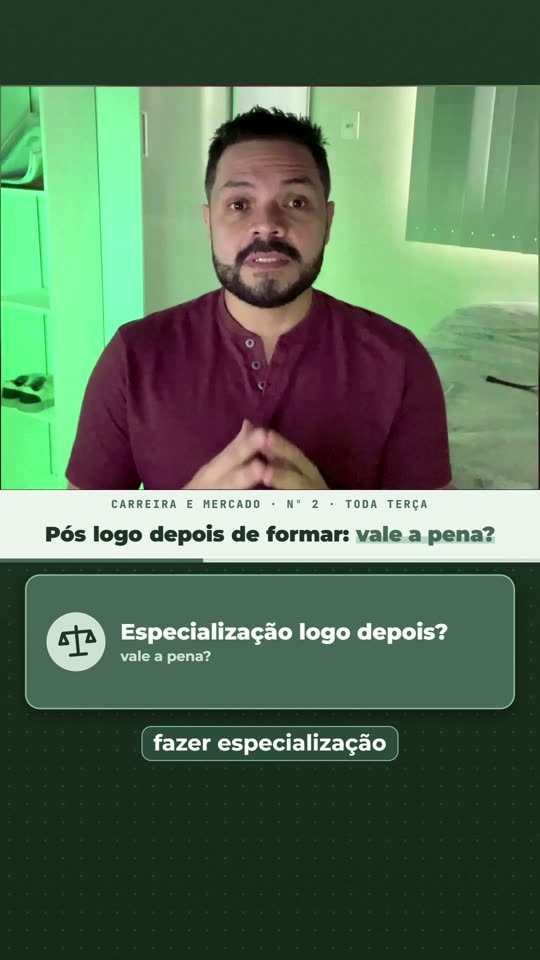 CARREIRA E MERCADO · N° 2 · TODA TERÇA
Pós logo depois de formar: vale a pena?
Especialização logo depois?
vale a pena?
fazer especialização